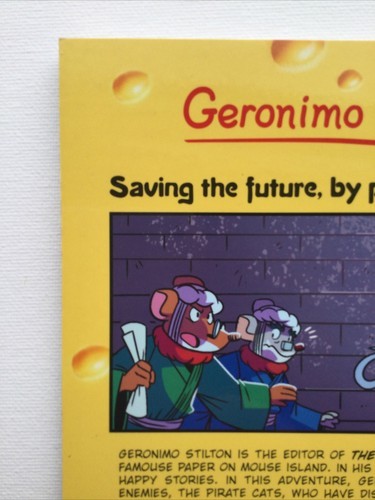 Geronimo
Saving the future, by
GERONIMO STILTON IS THE EDITOR OF THE
FAMOUSE PAPER ON MOUSE ISLAND. IN HIS
HAPPY STORIES. IN THIS ADVENTURE, GE
ENEMIES, THE PIRATE CATS, WHO HAVE DIS